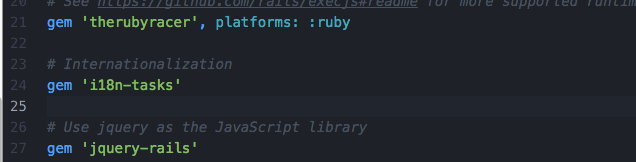 20 # See https://github.com/rails/execjs#readme for more supported runtim
21 gem 'therubyracer', platforms: :ruby
22
23 # Internationalization
24 gem 'i18n-tasks'
25
26 # Use jquery as the JavaScript library
27 gem 'jquery-rails'